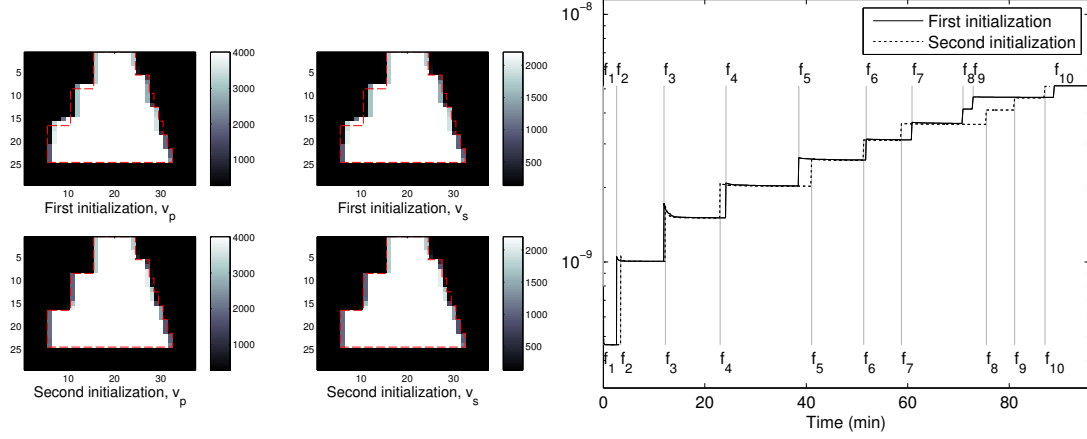 5
10
15
20
25
10 20 30
4000
3000
2000
1000
First initialization, v_p
5
10
15
20
25
10 20 30
2000
1500
1000
500
First initialization, v_s
5
10
15
20
25
10 20 30
4000
3000
2000
1000
Second initialization, v_p
5
10
15
20
25
10 20 30
2000
1500
1000
500
Second initialization, v_s
10^-8
10^-9
First initialization
Second initialization
f_1 f_2 f_3 f_4 f_5 f_6 f_7 f_8 f_9 f_10
f_1 f_2 f_3 f_4 f_5 f_6 f_7 f_8 f_9 f_10
0 20 40 60 80
Time (min)